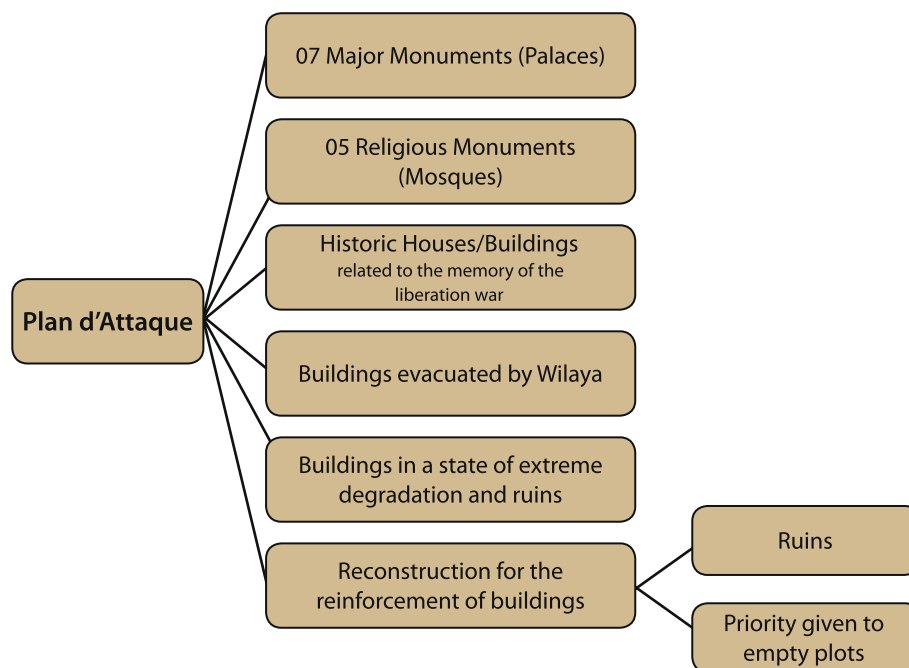 07 Major Monuments (Palaces)
05 Religious Monuments
(Mosques)
Historic Houses/Buildings
related to the memory of the
liberation war
Plan d’Attaque
Buildings evacuated by Wilaya
Buildings in a state of extreme
degradation and ruins
Reconstruction for the
reinforcement of buildings
Ruins
Priority given to
empty plots